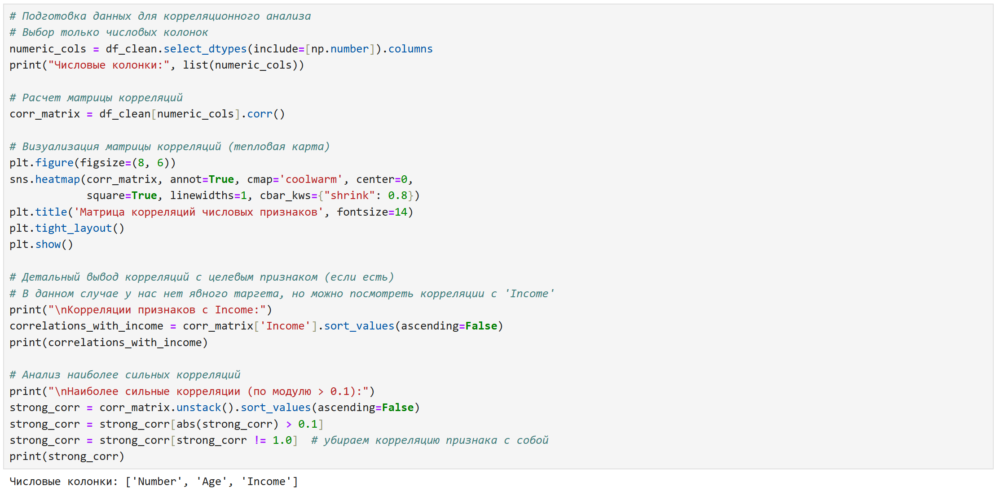 # Подготовка данных для корреляционного анализа
# Выбор только числовых колонок
numeric_cols = df_clean.select_dtypes(include=[np.number]).columns
print("Числовые колонки:", list(numeric_cols))

# Расчет матрицы корреляций
corr_matrix = df_clean[numeric_cols].corr()

# Визуализация матрицы корреляций (тепловая карта)
plt.figure(figsize=(8, 6))
sns.heatmap(corr_matrix, annot=True, cmap='coolwarm', center=0,
            square=True, linewidths=1, cbar_kws={"shrink": 0.8})
plt.title('Матрица корреляций числовых признаков', fontsize=14)
plt.tight_layout()
plt.show()

# Детальный вывод корреляций с целевым признаком (если есть)
# В данном случае у нас нет явного таргета, но можно посмотреть корреляции с 'Income'
print("\nКорреляции признаков с Income:")
correlations_with_income = corr_matrix['Income'].sort_values(ascending=False)
print(correlations_with_income)

# Анализ наиболее сильных корреляций
print("\nНаиболее сильные корреляции (по модулю > 0.1):")
strong_corr = corr_matrix.unstack().sort_values(ascending=False)
strong_corr = strong_corr[abs(strong_corr) > 0.1]
strong_corr = strong_corr[strong_corr != 1.0]  # убираем корреляцию признака с собой
print(strong_corr)
Числовые колонки: ['Number', 'Age', 'Income']